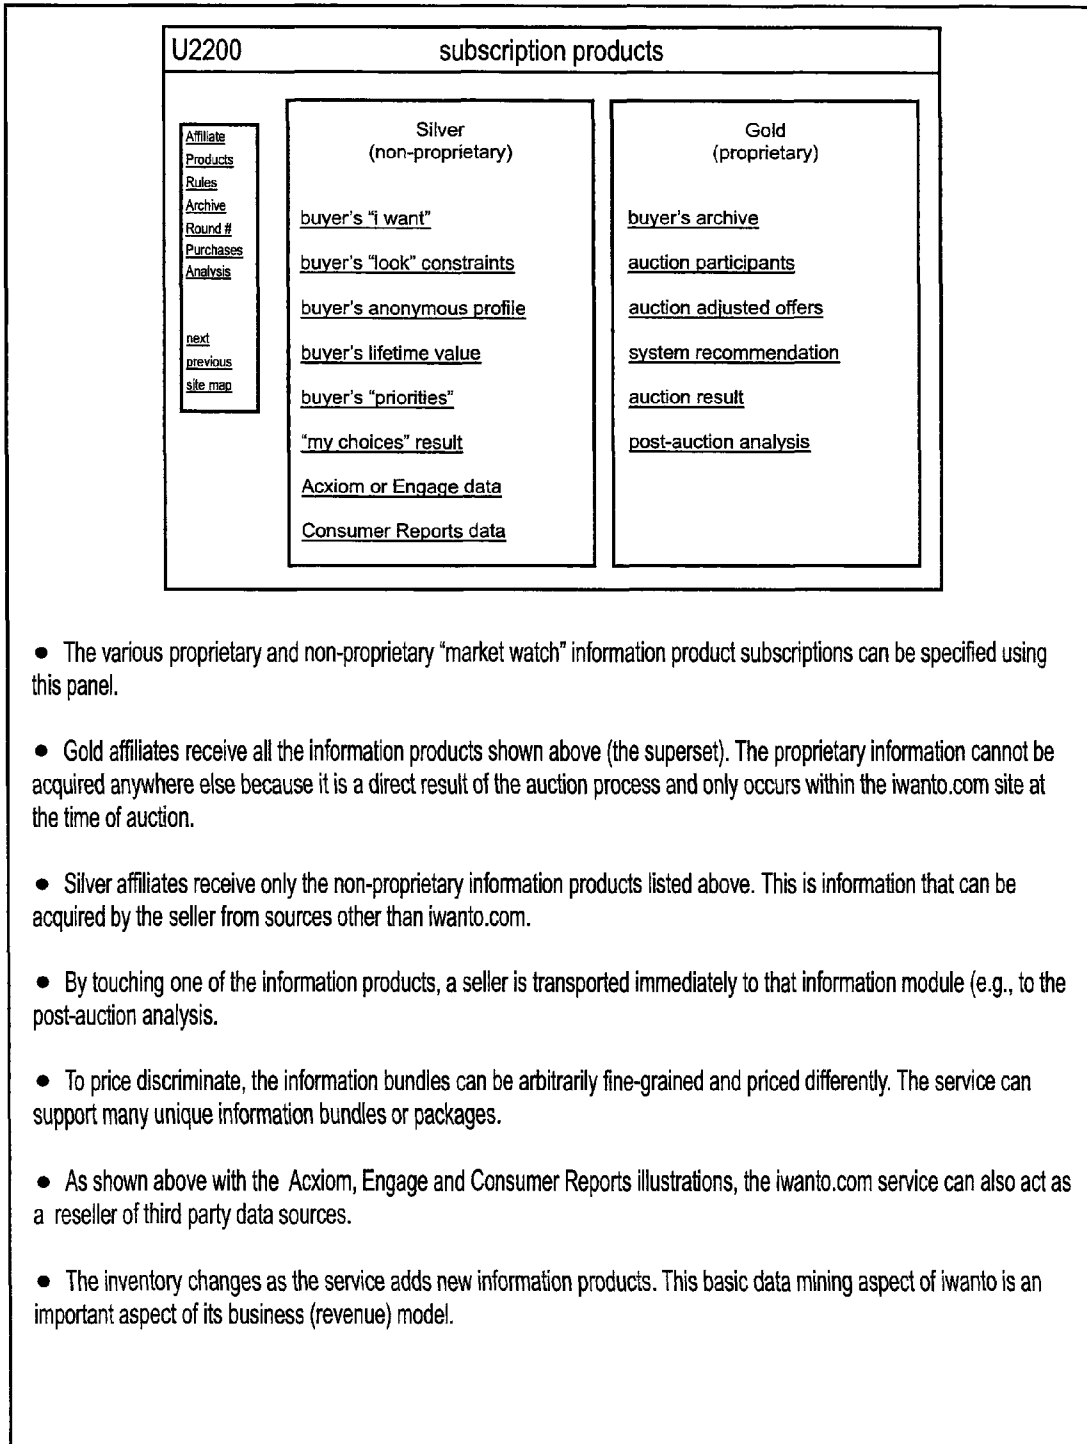 U2200 subscription products
Affiliate
Products
Rules
Archive
Round #
Purchases
Analysis
next
previous
site map
Silver
(non-proprietary)
buyer's "i want"
buyer's "look" constraints
buyer's anonymous profile
buyer's lifetime value
buyer's "priorities"
"my choices" result
Acxiom or Engage data
Consumer Reports data
Gold
(proprietary)
buyer's archive
auction participants
auction adjusted offers
system recommendation
auction result
post-auction analysis
• The various proprietary and non-proprietary “market watch” information product subscriptions can be specified using
this panel.
• Gold affiliates receive all the information products shown above (the superset). The proprietary information cannot be
acquired anywhere else because it is a direct result of the auction process and only occurs within the iwanto.com site at
the time of auction.
• Silver affiliates receive only the non-proprietary information products listed above. This is information that can be
acquired by the seller from sources other than iwanto.com.
• By touching one of the information products, a seller is transported immediately to that information module (e.g., to the
post-auction analysis.
• To price discriminate, the information bundles can be arbitrarily fine-grained and priced differently. The service can
support many unique information bundles or packages.
• As shown above with the Acxiom, Engage and Consumer Reports illustrations, the iwanto.com service can also act as
a reseller of third party data sources.
• The inventory changes as the service adds new information products. This basic data mining aspect of iwanto is an
important aspect of its business (revenue) model.